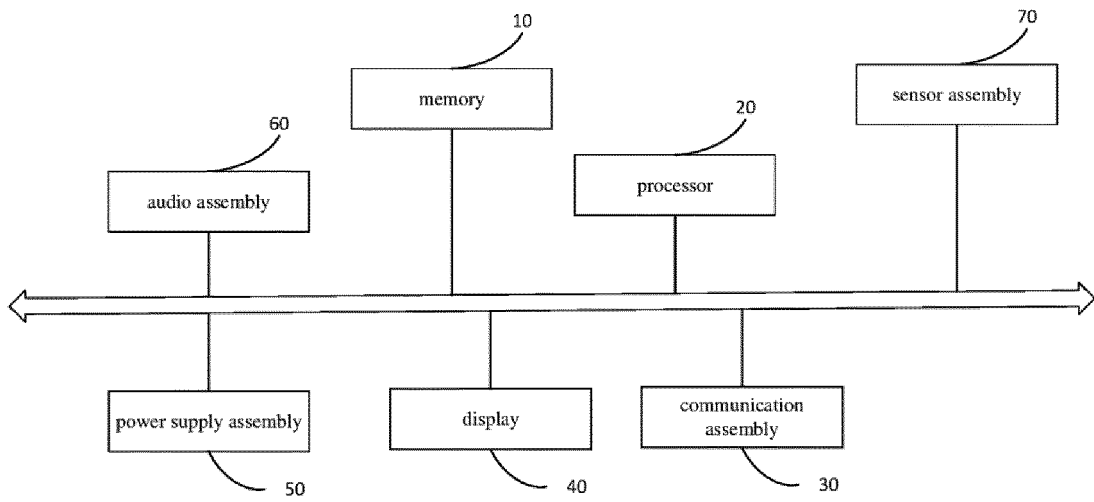 10
70
memory
sensor assembly
60
20
audio assembly
processor
power supply assembly
display
communication
assembly
50
40
30